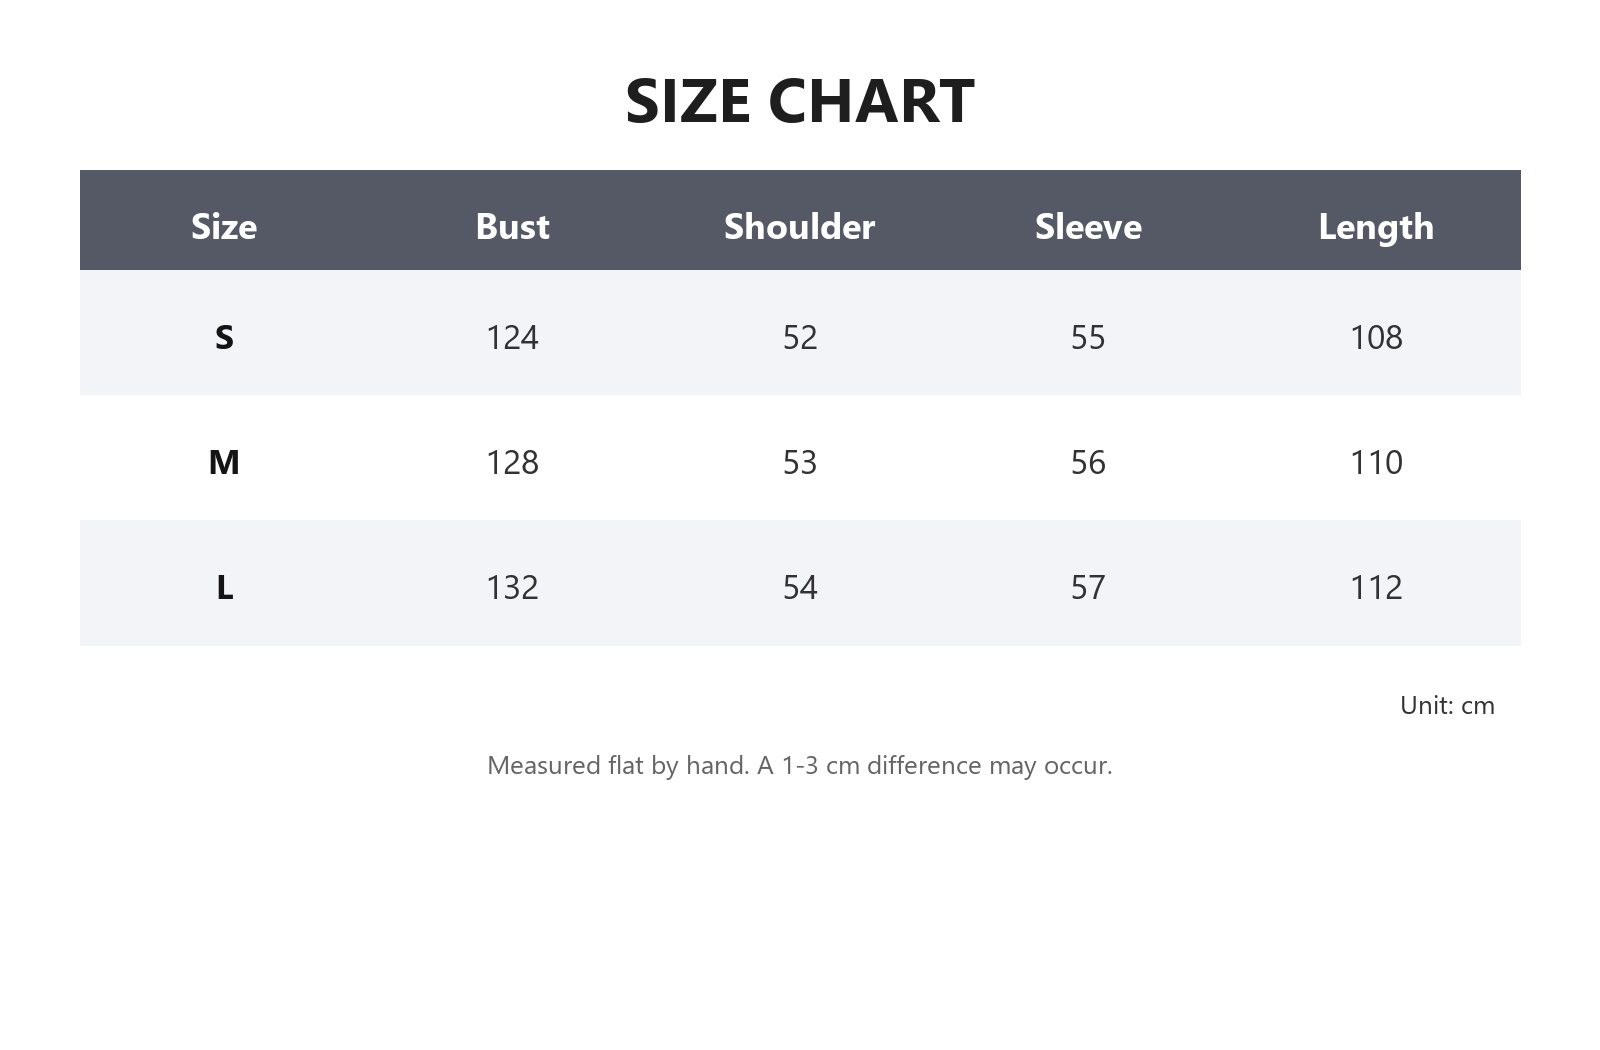 SIZE CHART
Size Bust Shoulder Sleeve Length
S 124 52 55 108
M 128 53 56 110
L 132 54 57 112
Unit: cm
Measured flat by hand. A 1-3 cm difference may occur.